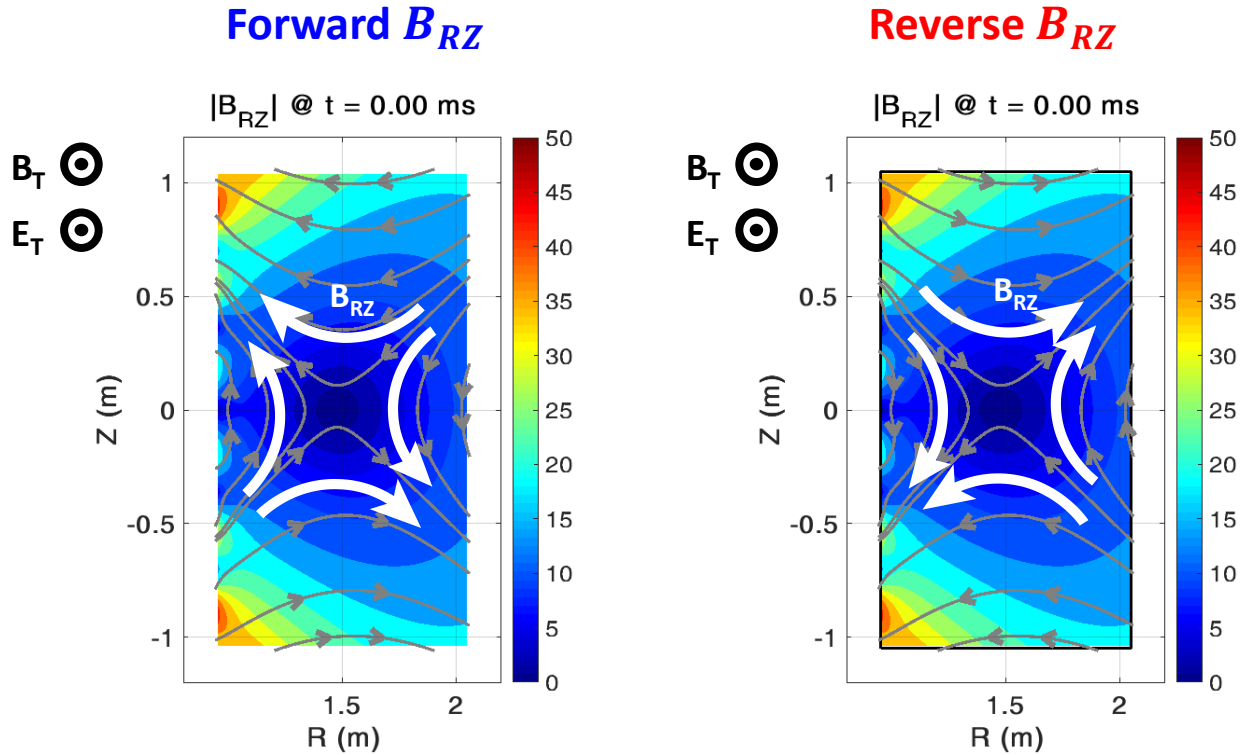 Forward B_RZ
Reverse B_RZ
|B_RZ| @ t = 0.00 ms
|B_RZ| @ t = 0.00 ms
B_T
E_T
B_T
E_T
B_RZ
B_RZ
Z (m)
1
0.5
0
-0.5
-1
1.5
2
R (m)
50
45
40
35
30
25
20
15
10
5
0
Z (m)
1
0.5
0
-0.5
-1
1.5
2
R (m)
50
45
40
35
30
25
20
15
10
5
0